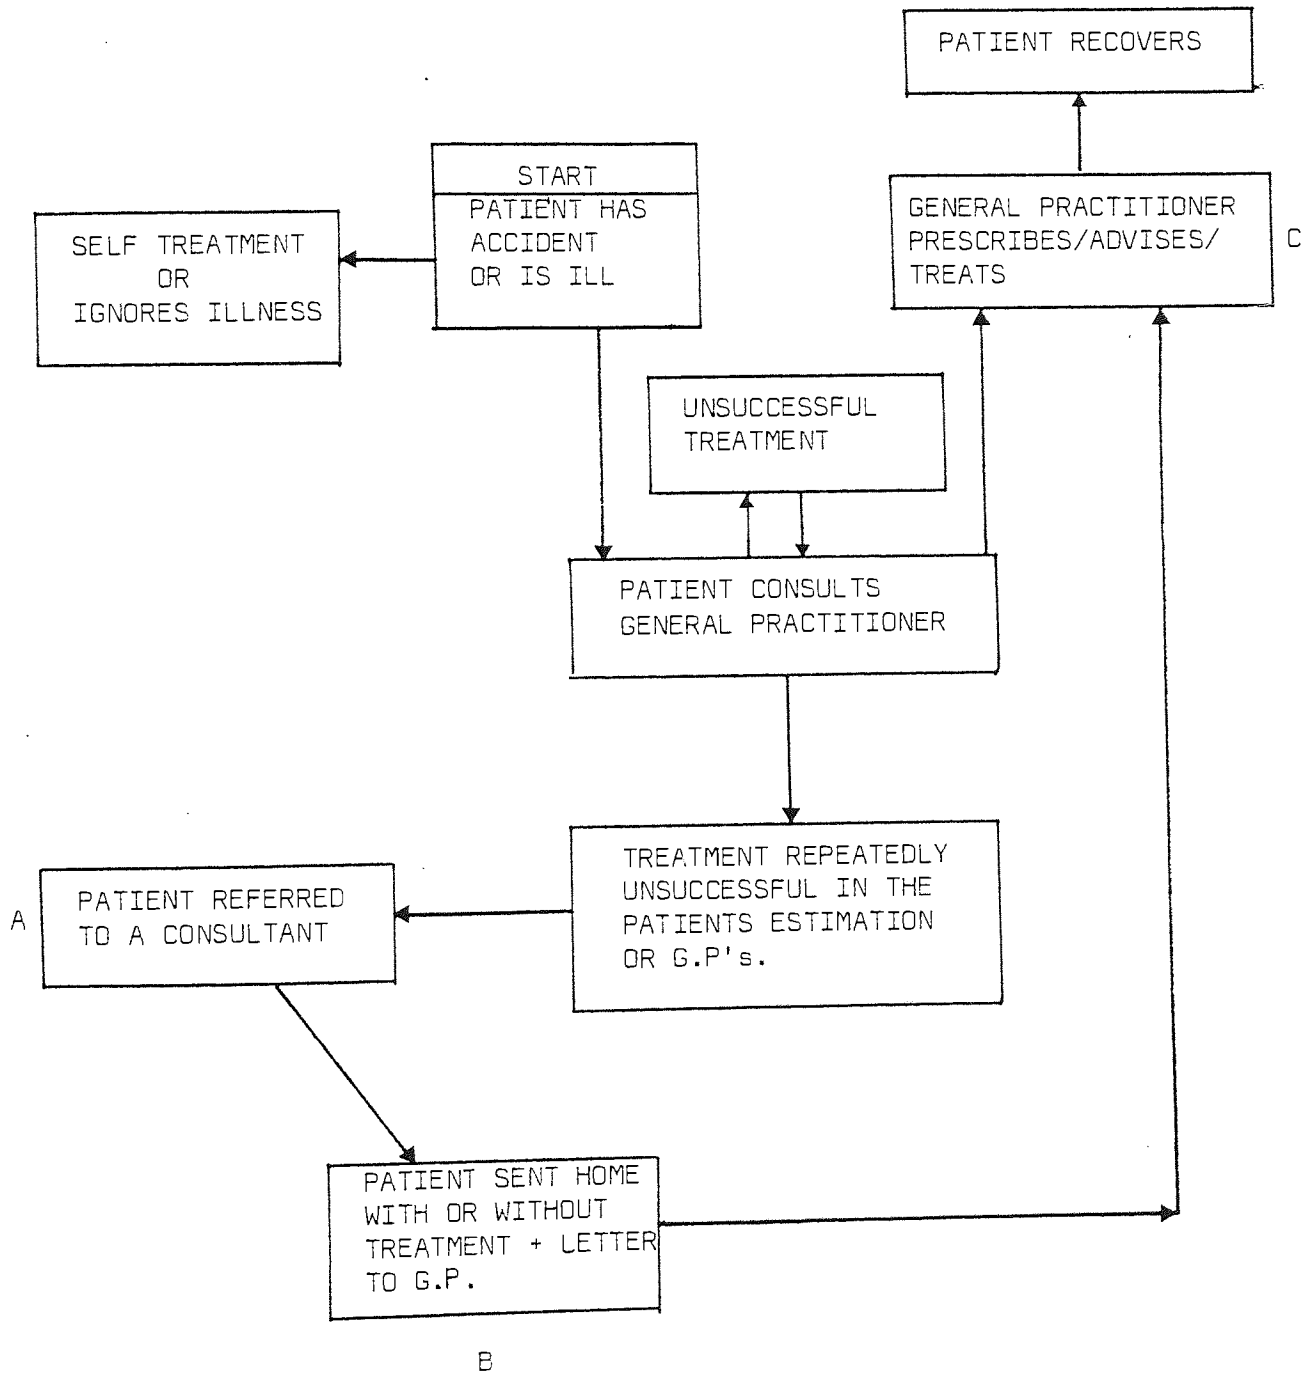 PATIENT RECOVERS
START
PATIENT HAS
ACCIDENT
OR IS ILL
SELF TREATMENT
OR
IGNORES ILLNESS
GENERAL PRACTITIONER
PRESCRIBES/ADVISES/
TREATS
C
UNSUCCESSFUL
TREATMENT
PATIENT CONSULTS
GENERAL PRACTITIONER
TREATMENT REPEATEDLY
UNSUCCESSFUL IN THE
PATIENTS ESTIMATION
OR G.P's.
A
PATIENT REFERRED
TO A CONSULTANT
PATIENT SENT HOME
WITH OR WITHOUT
TREATMENT + LETTER
TO G.P.
B